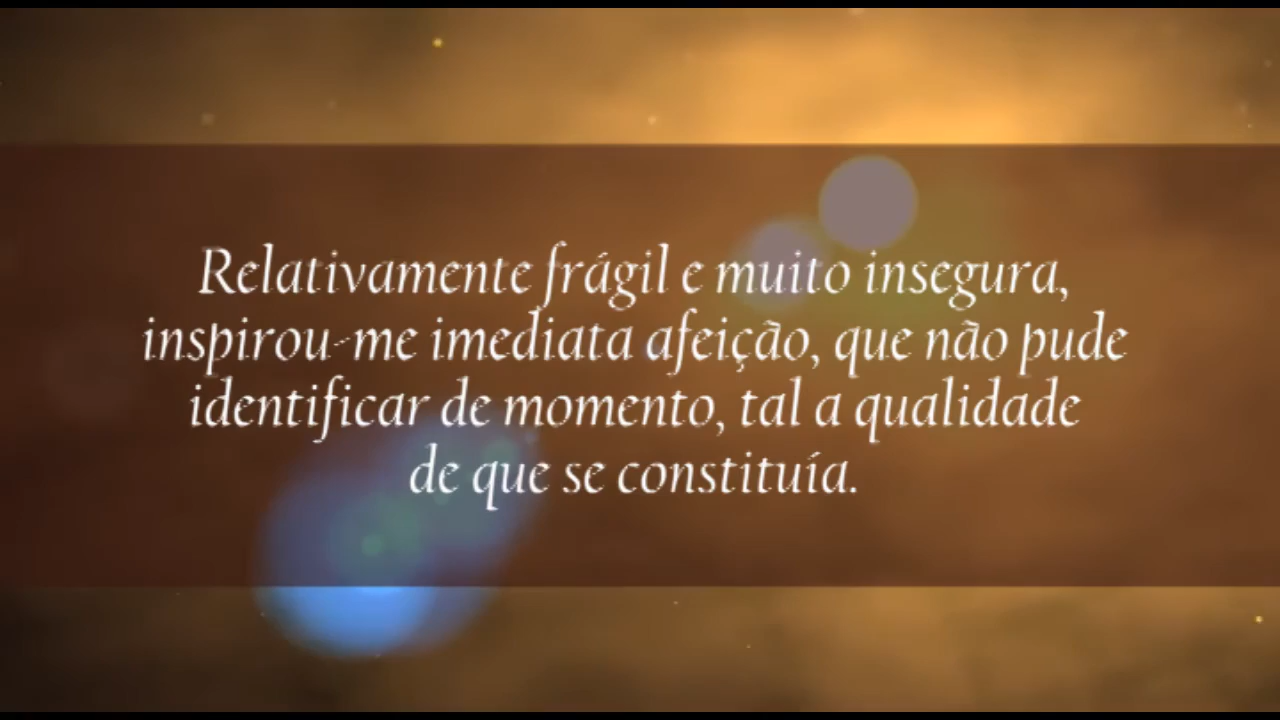 Relativamente frágil e muito insegura,
inspirou-me imediata afeição, que não pude
identificar de momento, tal a qualidade
de que se constituía.